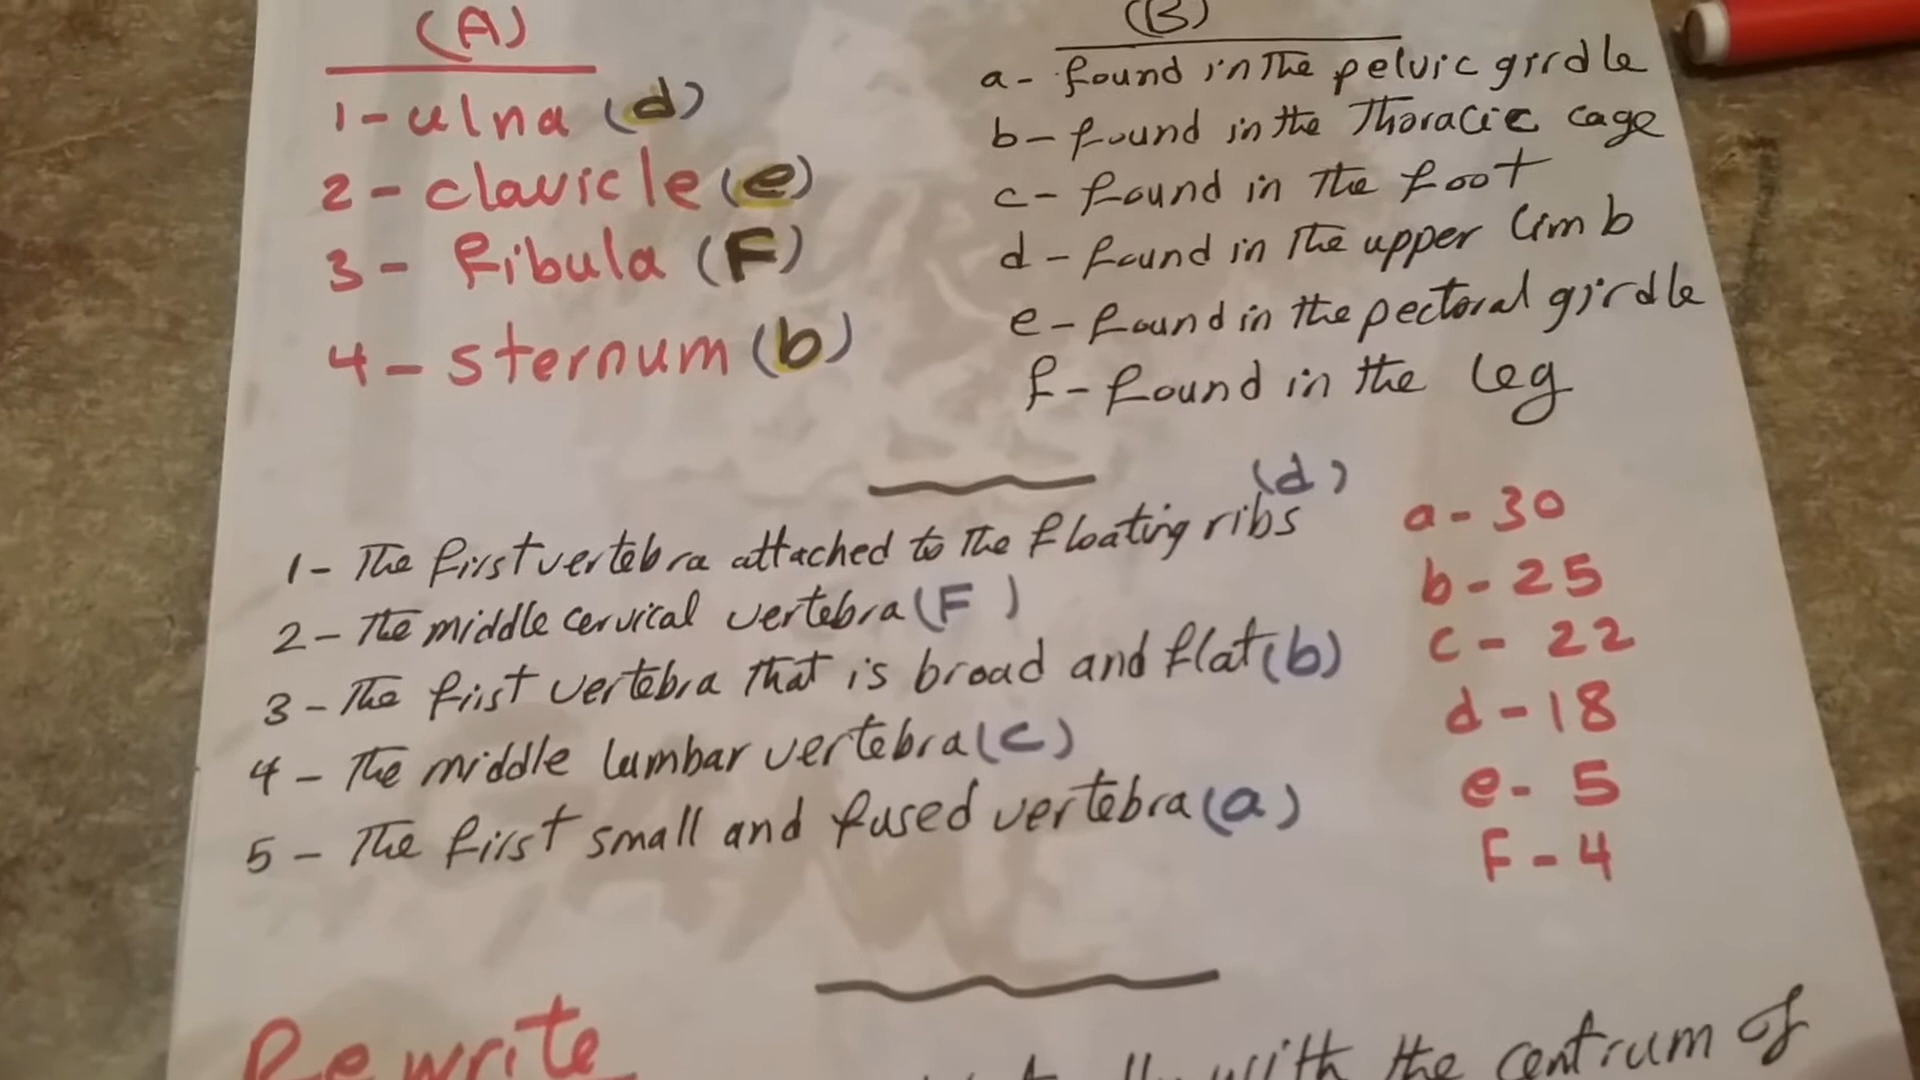 (A)
1-ulna (d)
2-clavicle (e)
3- fibula (F)
4-sternum (b)
(B)
a- found in The pelvic girdle
b-found in the Thoracic cage
c- found in The foot
d-found in The upper limb
e-found in the pectoral girdle
f-found in the leg
(d)
1- The first vertebra attached to The floating ribs
2- The middle cervical vertebra (F)
3- The first vertebra That is broad and flat (b)
4- The middle lumbar vertebra (c)
5- The first small and fused vertebra (a)
a-30
b-25
c-22
d-18
e-5
F-4
Rewrite
with the centrum of